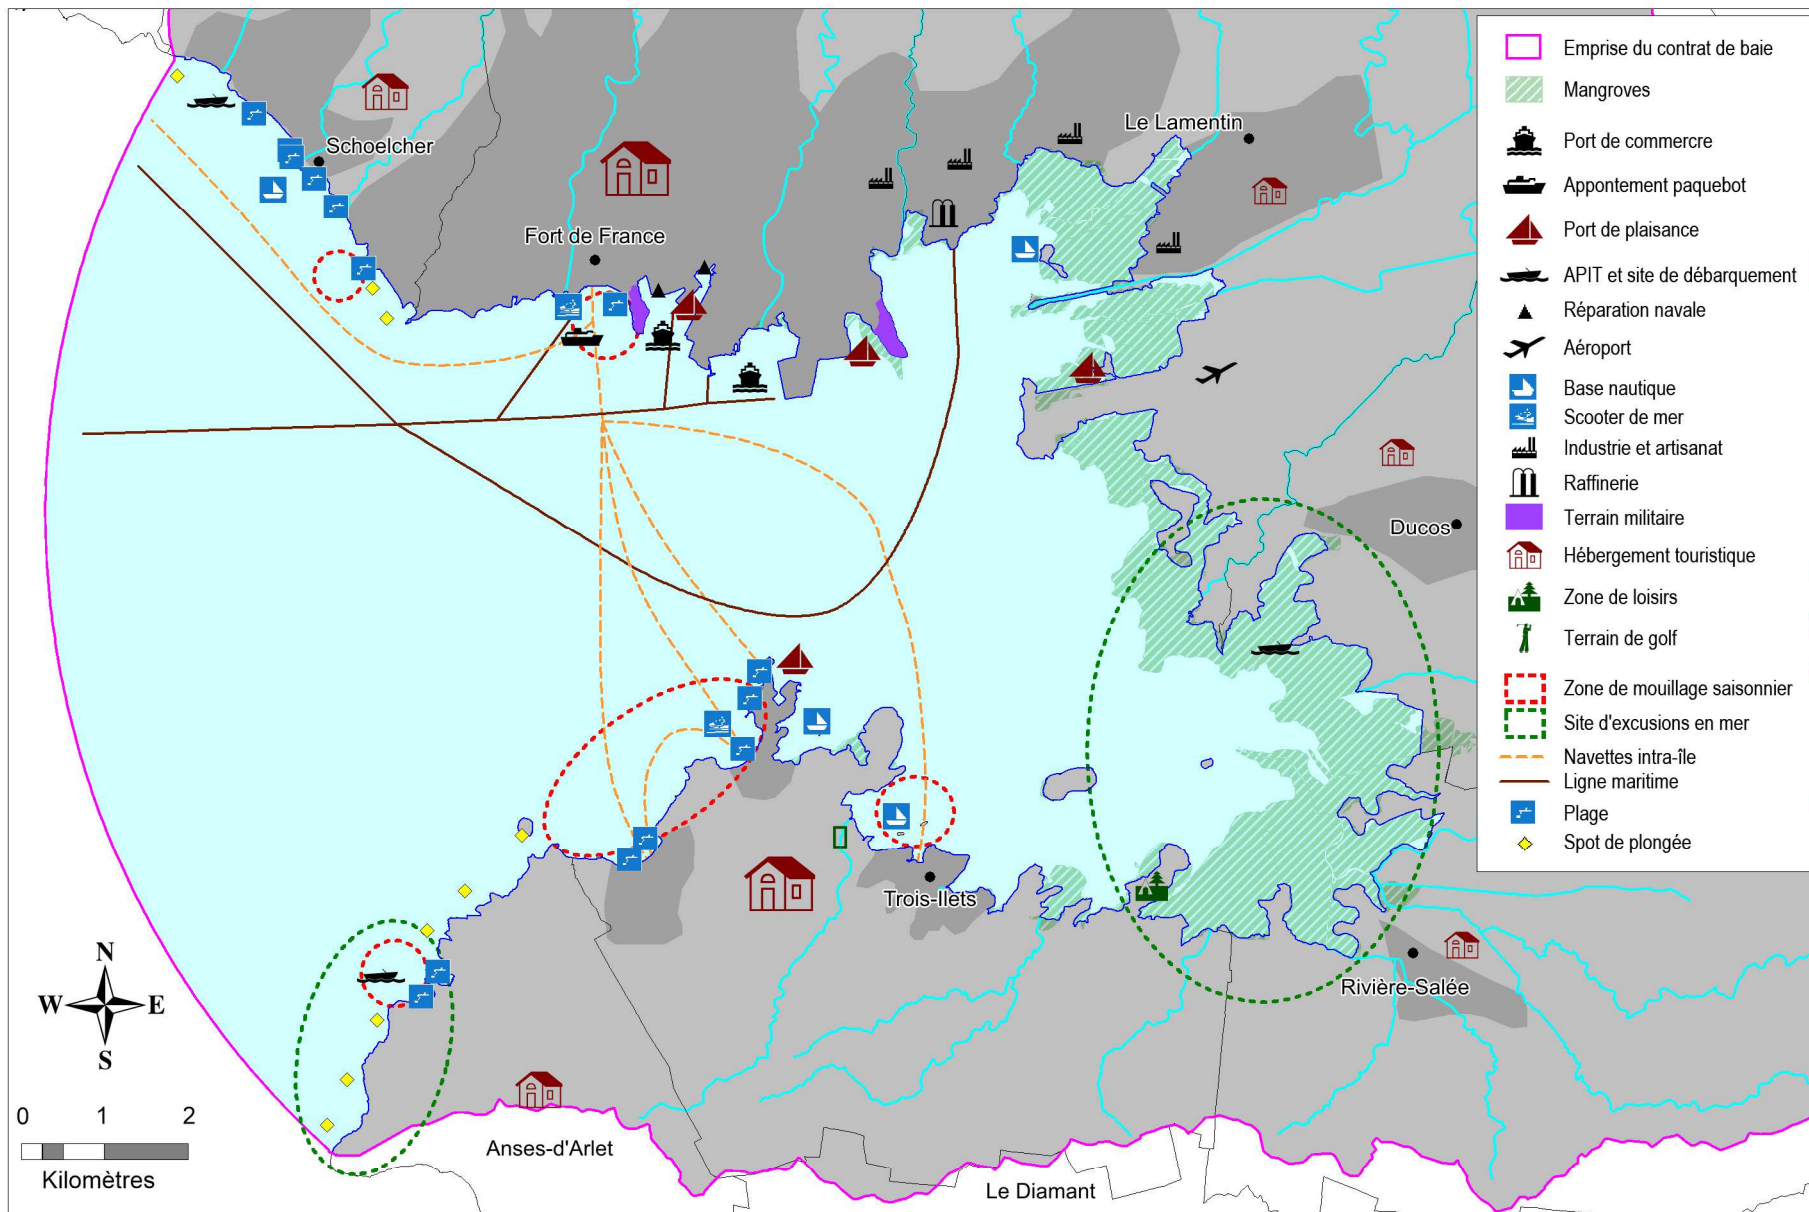 Schoelcher
Fort de France
Le Lamentin
Ducos
Trois-Ilets
Rivière-Salée
Anses-d'Arlet
Le Diamant
N
W E
S
0 1 2
Kilomètres
Emprise du contrat de baie
Mangroves
Port de commercre
Appontement paquebot
Port de plaisance
APIT et site de débarquement
Réparation navale
Aéroport
Base nautique
Scooter de mer
Industrie et artisanat
Raffinerie
Terrain militaire
Hébergement touristique
Zone de loisirs
Terrain de golf
Zone de mouillage saisonnier
Site d'excusions en mer
Navettes intra-île
Ligne maritime
Plage
Spot de plongée